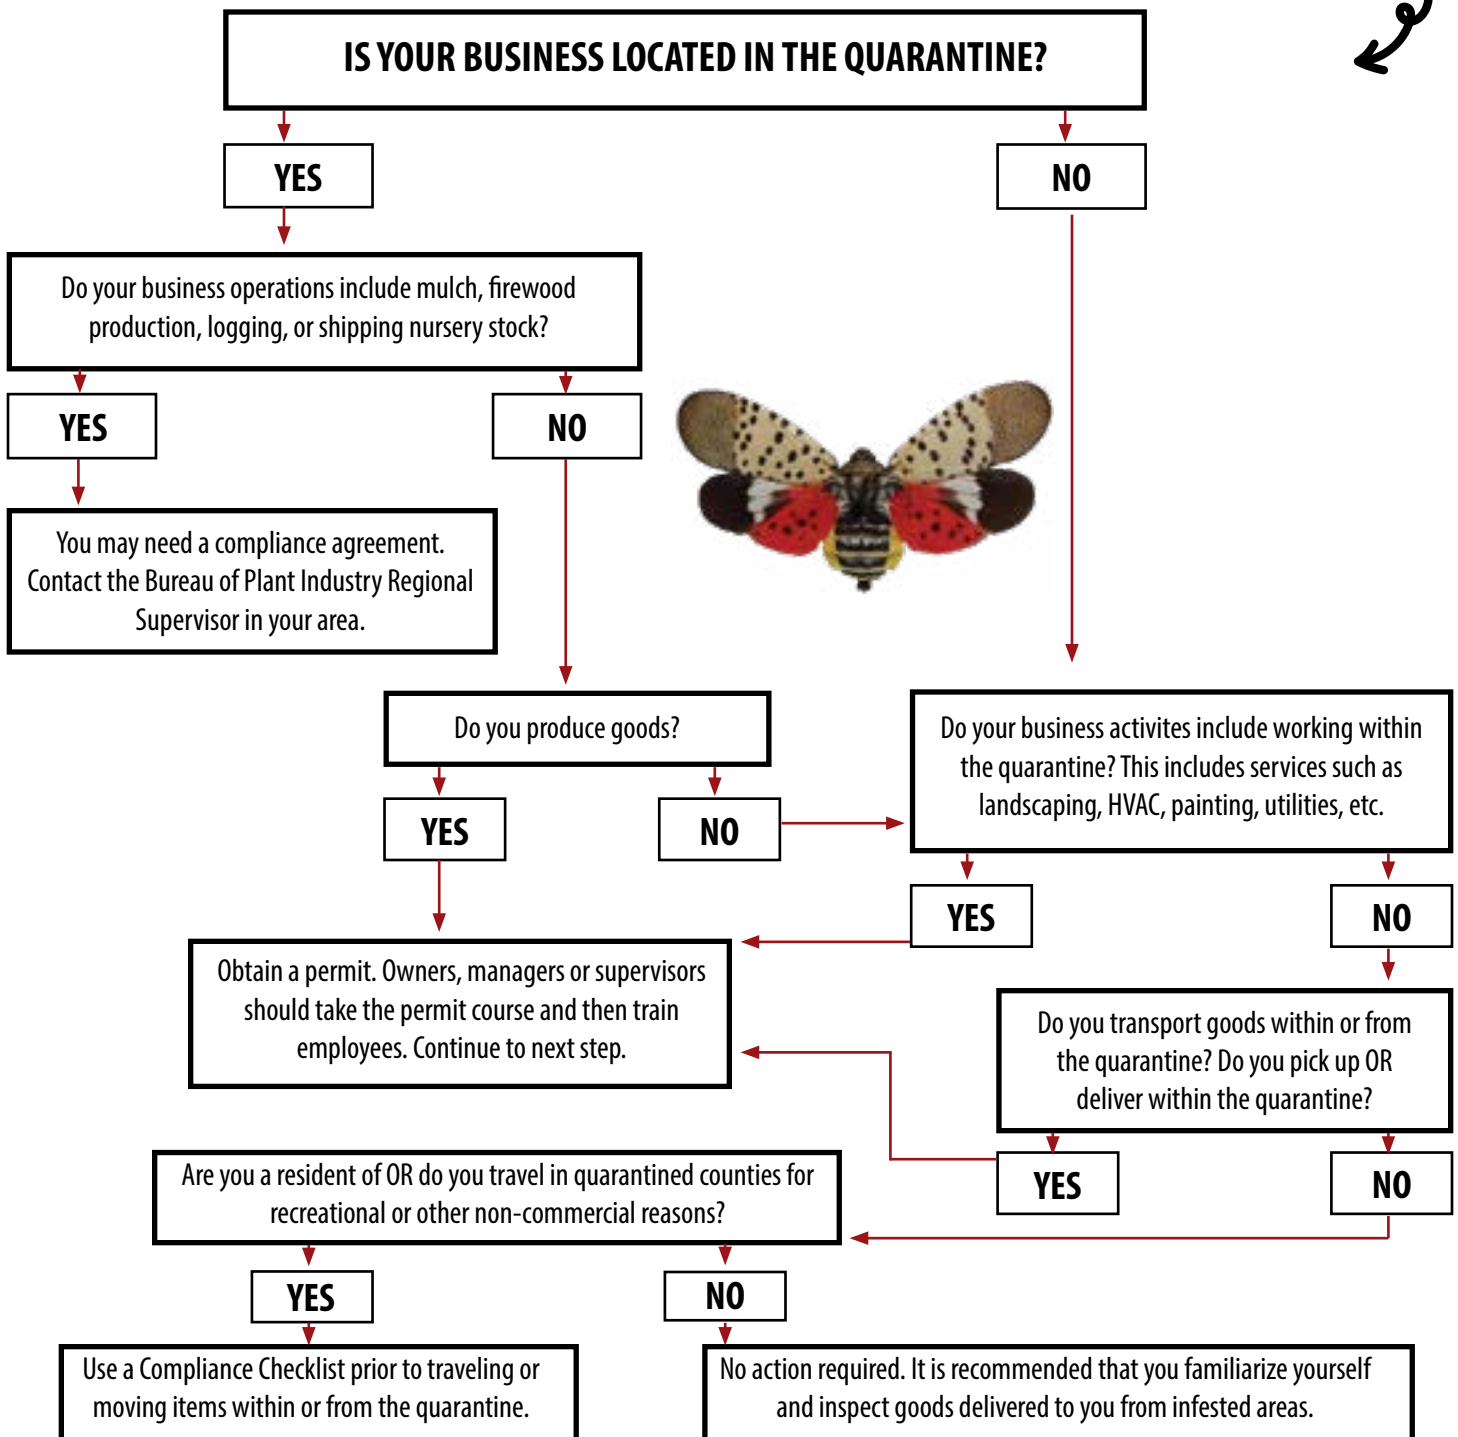 IS YOUR BUSINESS LOCATED IN THE QUARANTINE?
YES
NO
Do your business operations include mulch, firewood
production, logging, or shipping nursery stock?
YES
NO
You may need a compliance agreement.
Contact the Bureau of Plant Industry Regional
Supervisor in your area.
Do you produce goods?
YES
NO
Do your business activites include working within
the quarantine? This includes services such as
landscaping, HVAC, painting, utilities, etc.
YES
NO
Obtain a permit. Owners, managers or supervisors
should take the permit course and then train
employees. Continue to next step.
Do you transport goods within or from
the quarantine? Do you pick up OR
deliver within the quarantine?
YES
NO
Are you a resident of OR do you travel in quarantined counties for
recreational or other non-commercial reasons?
YES
NO
Use a Compliance Checklist prior to traveling or
moving items within or from the quarantine.
No action required. It is recommended that you familiarize yourself
and inspect goods delivered to you from infested areas.